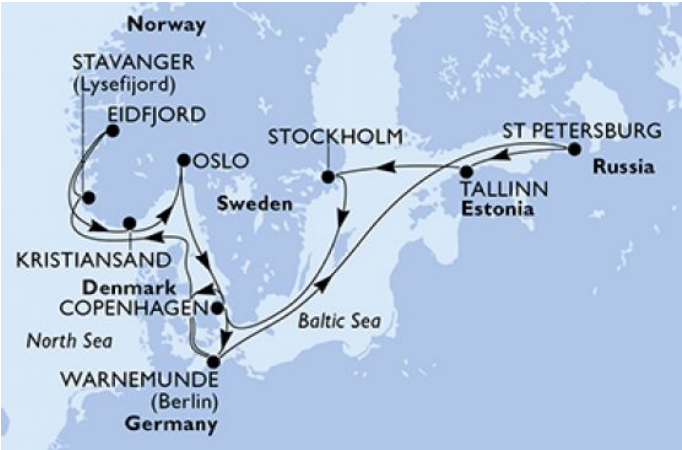 Norway
STAVANGER
(Lysefijord)
EIDFJORD
STOCKHOLM
ST PETERSBURG
OSLO
Russia
TALLINN
Sweden
Estonia
KRISTIANSAND
Denmark
COPENHAGEN
Baltic Sea
North Sea
WARNEMUNDE
(Berlin)
Germany